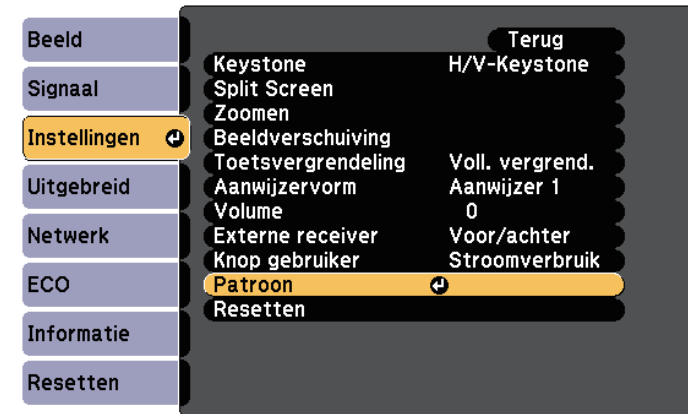 Beeld
Signaal
Instellingen
Uitgebreid
Netwerk
ECO
Informatie
Resetten
Terug
Keystone H/V-Keystone
Split Screen
Zoomen
Beeldverschuiving
Toetsvergrendeling Voll. vergrend.
Aanwijzervorm Aanwijzer 1
Volume 0
Externe receiver Voor/achter
Knop gebruiker Stroomverbruik
Patroon
Resetten